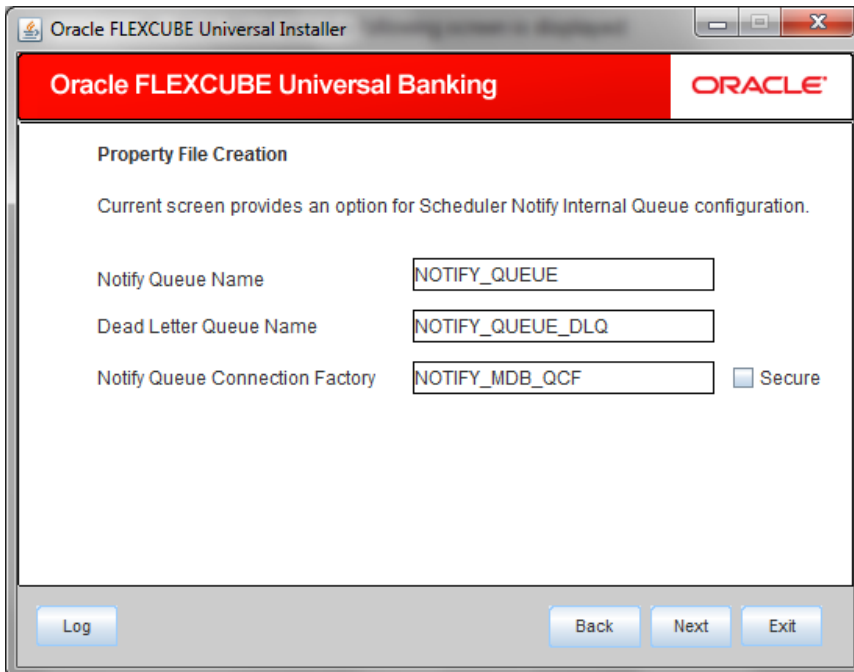 Oracle FLEXCUBE Universal Installer
Oracle FLEXCUBE Universal Banking
ORACLE
Property File Creation
Current screen provides an option for Scheduler Notify Internal Queue configuration.
Notify Queue Name NOTIFY_QUEUE
Dead Letter Queue Name NOTIFY_QUEUE_DLQ
Notify Queue Connection Factory NOTIFY_MDB_QCF Secure
Log Back Next Exit